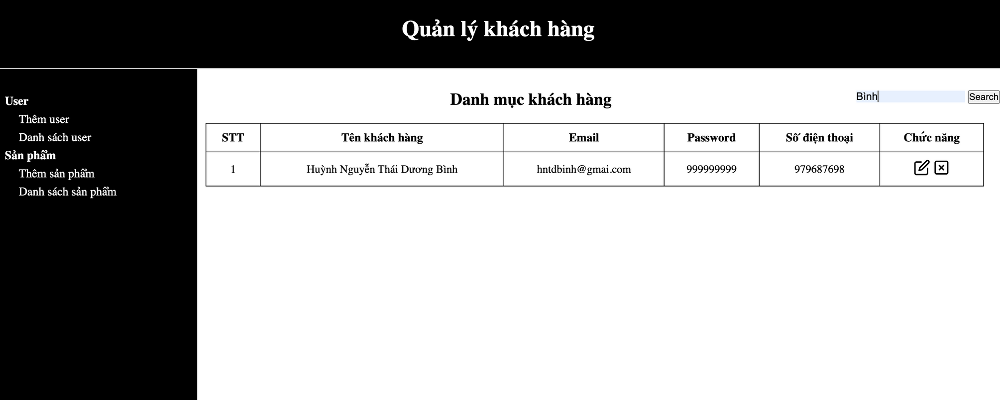 Quản lý khách hàng
User
Thêm user
Danh sách user
Sản phẩm
Thêm sản phẩm
Danh sách sản phẩm
Danh mục khách hàng
Bình Search
STT Tên khách hàng Email Password Số điện thoại Chức năng
1 Huỳnh Nguyễn Thái Dương Bình hntdbinh@gmai.com 999999999 979687698